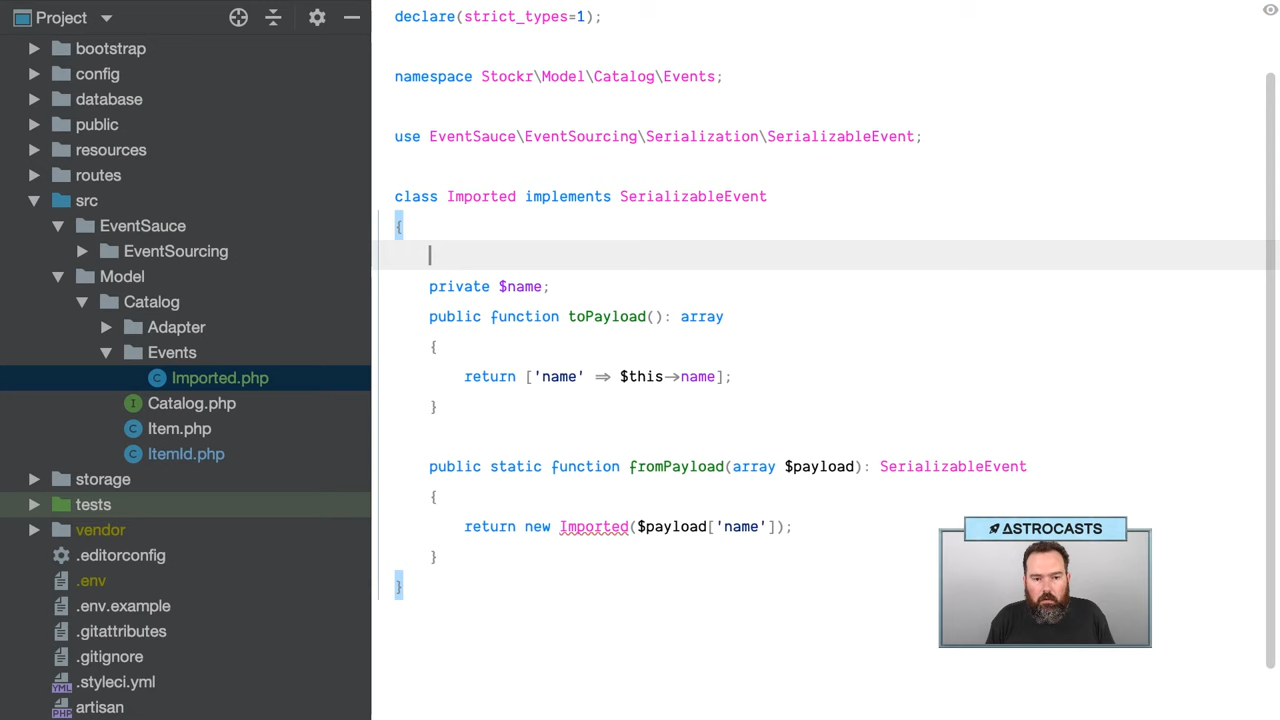 Project
bootstrap
config
database
public
resources
routes
src
EventSauce
EventSourcing
Model
Catalog
Adapter
Events
Imported.php
Catalog.php
Item.php
ItemId.php
storage
tests
vendor
.editorconfig
.env
.env.example
.gitattributes
.gitignore
.styleci.yml
artisan
declare(strict_types=1);
namespace Stockr\Model\Catalog\Events;
use EventSauce\EventSourcing\Serialization\SerializableEvent;
class Imported implements SerializableEvent
{
private $name;
public function toPayload(): array
{
return ['name' => $this->name];
}
public static function fromPayload(array $payload): SerializableEvent
{
return new Imported($payload['name']);
}
}
ΔSTROCASTS